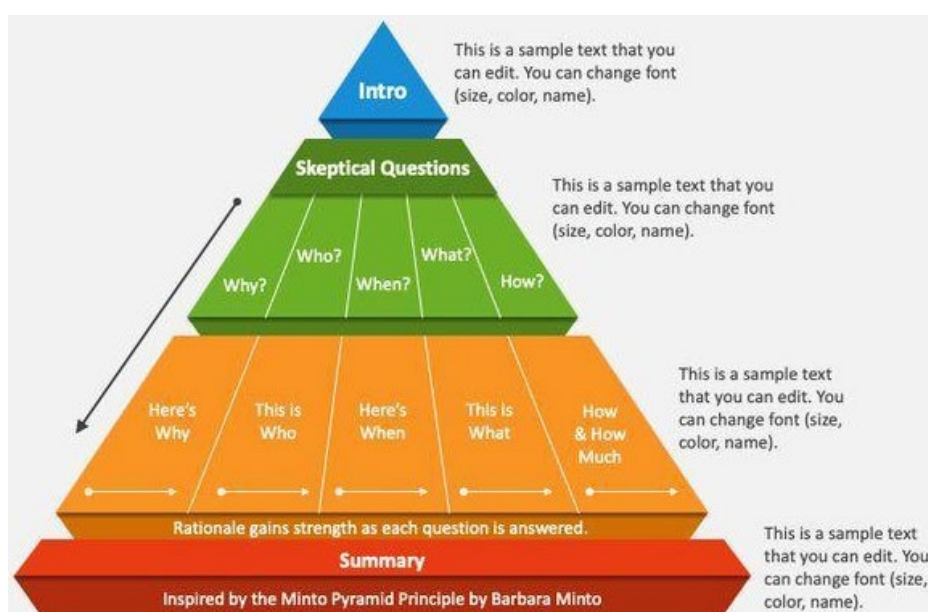 Intro
This is a sample text that you
can edit. You can change font
(size, color, name).
Skeptical Questions
This is a sample text that you
can edit. You can change font
(size, color, name).
Why?
Who?
When?
What?
How?
Here's
Why
This is
Who
Here's
When
This is
What
How
& How
Much
This is a sample text
that you can edit. You
can change font (size,
color, name).
Rationale gains strength as each question is answered.
Summary
This is a sample text
that you can edit. You
can change font (size,
color, name).
Inspired by the Minto Pyramid Principle by Barbara Minto